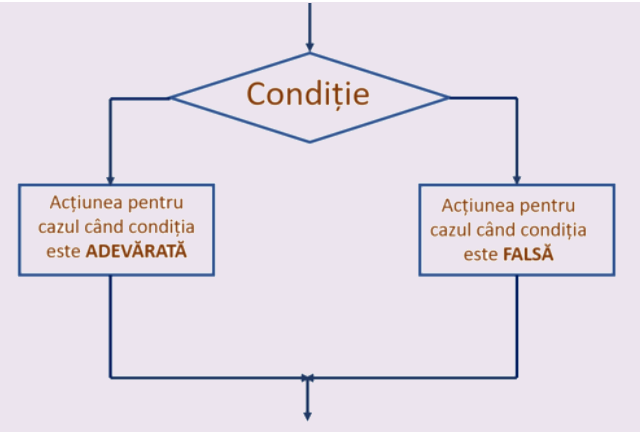 Condiție
Acțiunea pentru
cazul când condiția
este ADEVĂRATĂ
Acțiunea pentru
cazul când condiția
este FALSĂ